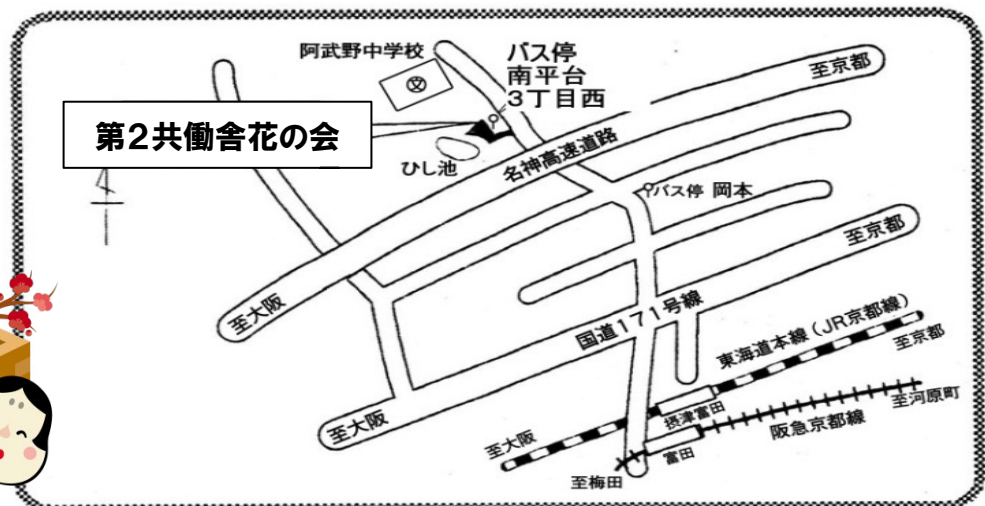 阿武野中学校
バス停
南平台
3丁目西
至京都
第2共働舎花の会
ひし池
名神高速道路
バス停 岡本
至京都
至大阪
国道171号線
東海道本線(JR京都線)
至京都
摂津富田
至河原町
阪急京都線
至大阪
至大阪
富田
至梅田